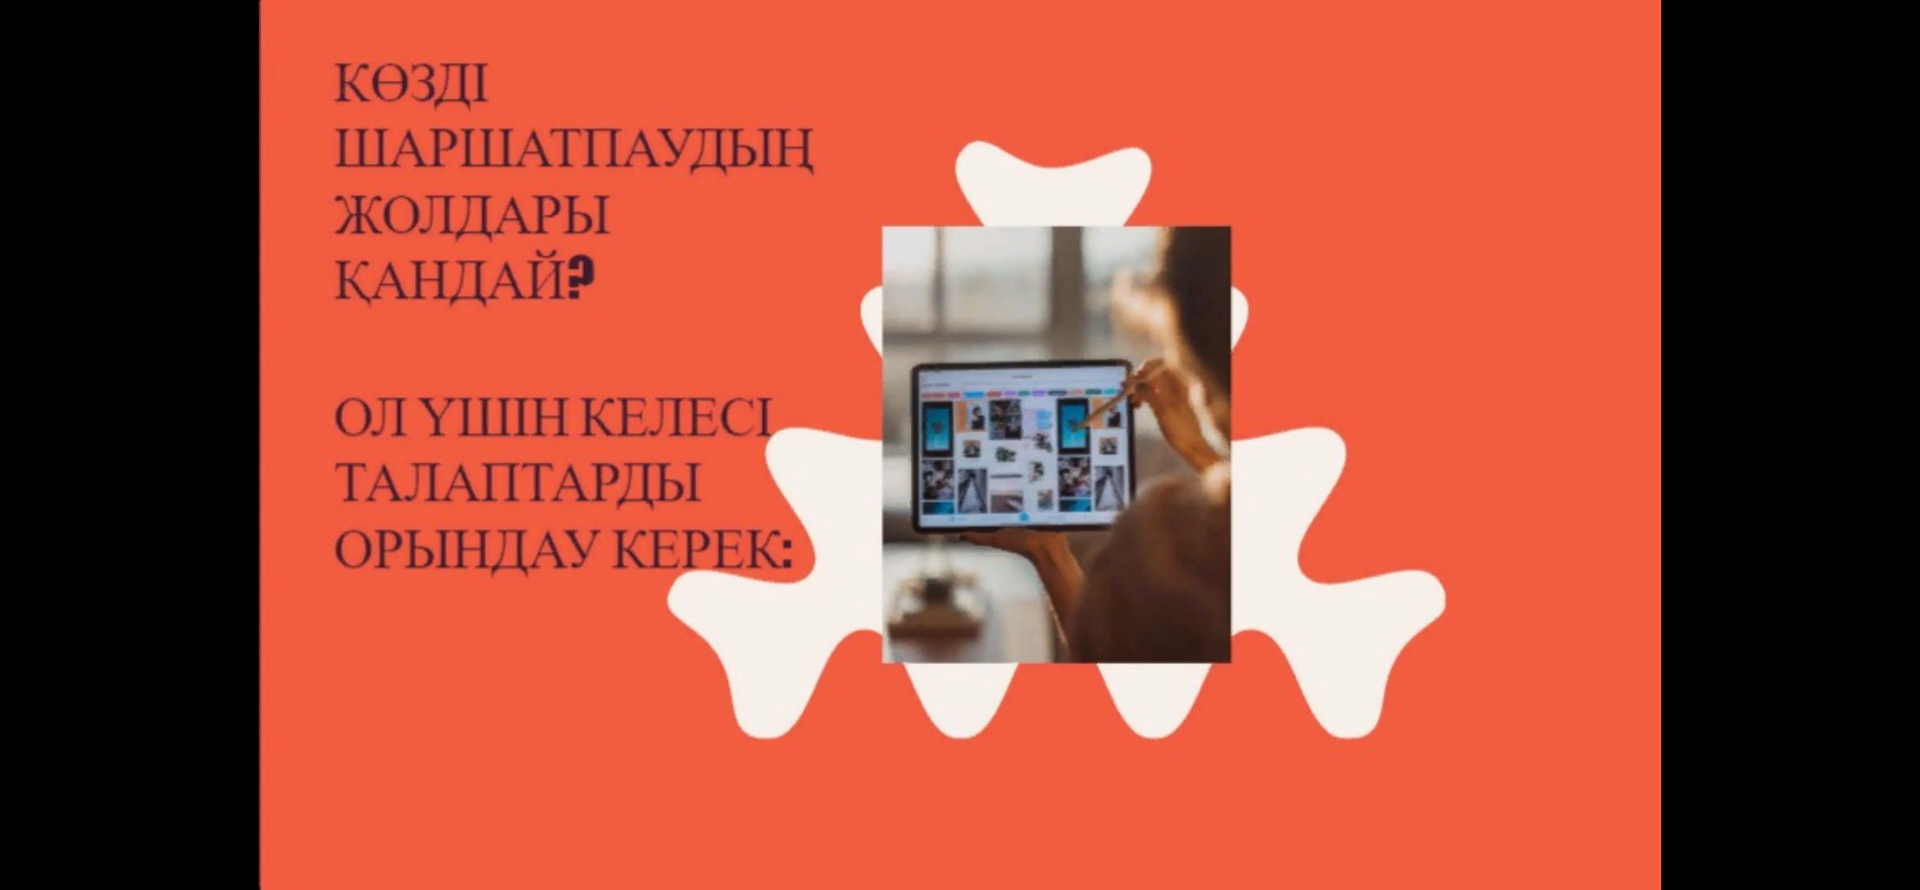 КӨЗДІ
ШАРШАТПАУДЫҢ
ЖОЛДАРЫ
ҚАНДАЙ?
ОЛ ҮШІН КЕЛЕСІ
ТАЛАПТАРДЫ
ОРЫНДАУ КЕРЕК: